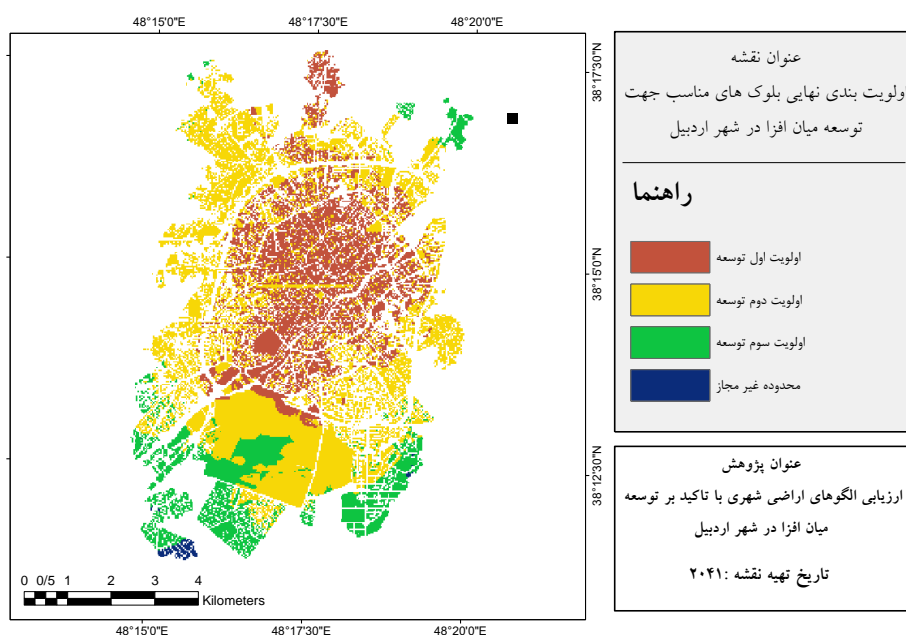 48°15'0"E 48°17'30"E 48°20'0"E
عنوان نقشه
اولویت بندی نهایی بلوک های مناسب جهت
توسعه میان افزا در شهر اردبیل
راهنما
اولویت اول توسعه
اولویت دوم توسعه
اولویت سوم توسعه
محدوده غیر مجاز
عنوان پژوهش
ارزیابی الگوهای اراضی شهری با تاکید بر توسعه
میان افزا در شهر اردبیل
تاریخ تهیه نقشه :۲۰۴۱
38°17'30"N
38°15'0"N
38°12'30"N
0 0/5 1 2 3 4
Kilometers
48°15'0"E 48°17'30"E 48°20'0"E